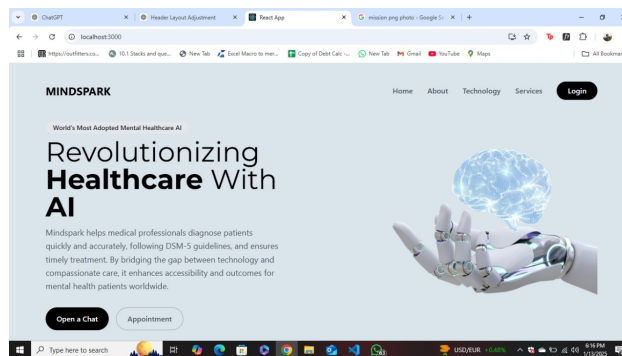 ChatGPT
Header Layout Adjustment
React App
mission png photo - Google Se
localhost:3000
https://outfitters.co...
10.1 Stacks and que...
New Tab
Excel Macro to mer...
Copy of Debt Calc -...
New Tab
Gmail
YouTube
Maps
All Bookmar
MINDSPARK
Home
About
Technology
Services
Login
World's Most Adopted Mental Healthcare AI
Revolutionizing
Healthcare With
AI
Mindspark helps medical professionals diagnose patients
quickly and accurately, following DSM-5 guidelines, and ensures
timely treatment. By bridging the gap between technology and
compassionate care, it enhances accessibility and outcomes for
mental health patients worldwide.
Open a Chat
Appointment
Type here to search
USD/EUR +0.48%
6:16 PM
1/13/2025